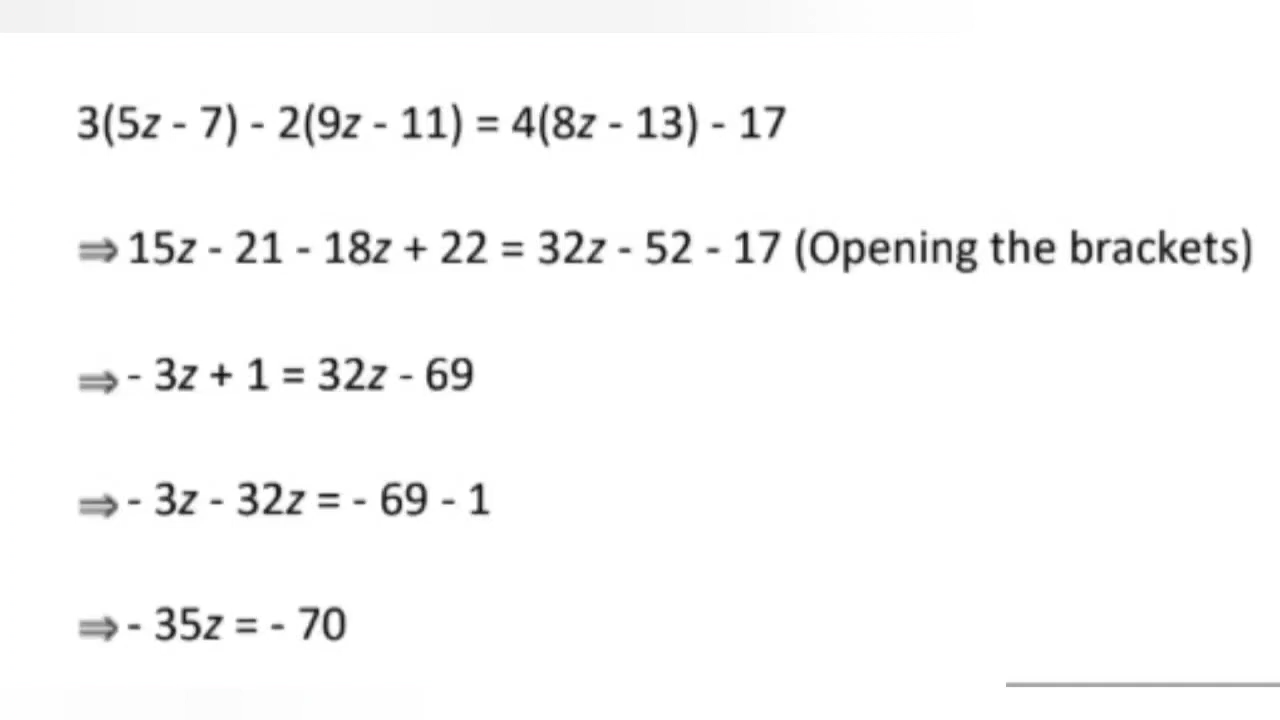 3(5z - 7) - 2(9z - 11) = 4(8z - 13) - 17
⇒ 15z - 21 - 18z + 22 = 32z - 52 - 17 (Opening the brackets)
⇒ - 3z + 1 = 32z - 69
⇒ - 3z - 32z = - 69 - 1
⇒ - 35z = - 70